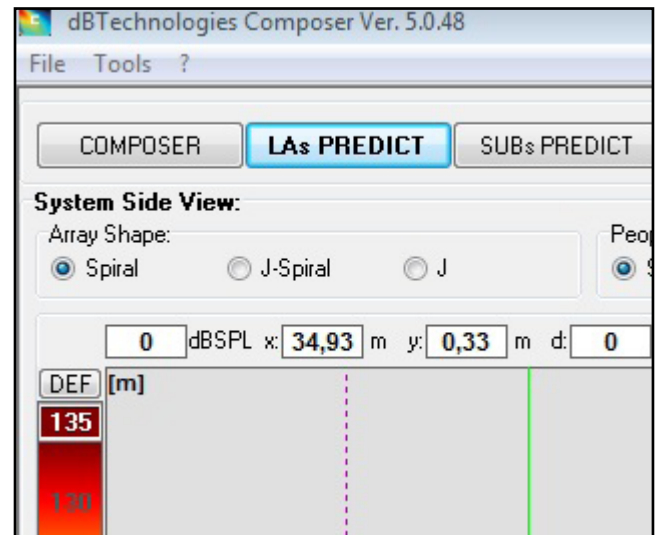 dBTechnologies Composer Ver. 5.0.48
File Tools ?
COMPOSER LAs PREDICT SUBs PREDICT
System Side View:
Array Shape: Peo
Spiral J-Spiral J
0 dBSPL x: 34,93 m y: 0,33 m d: 0
DEF [m]
135
130